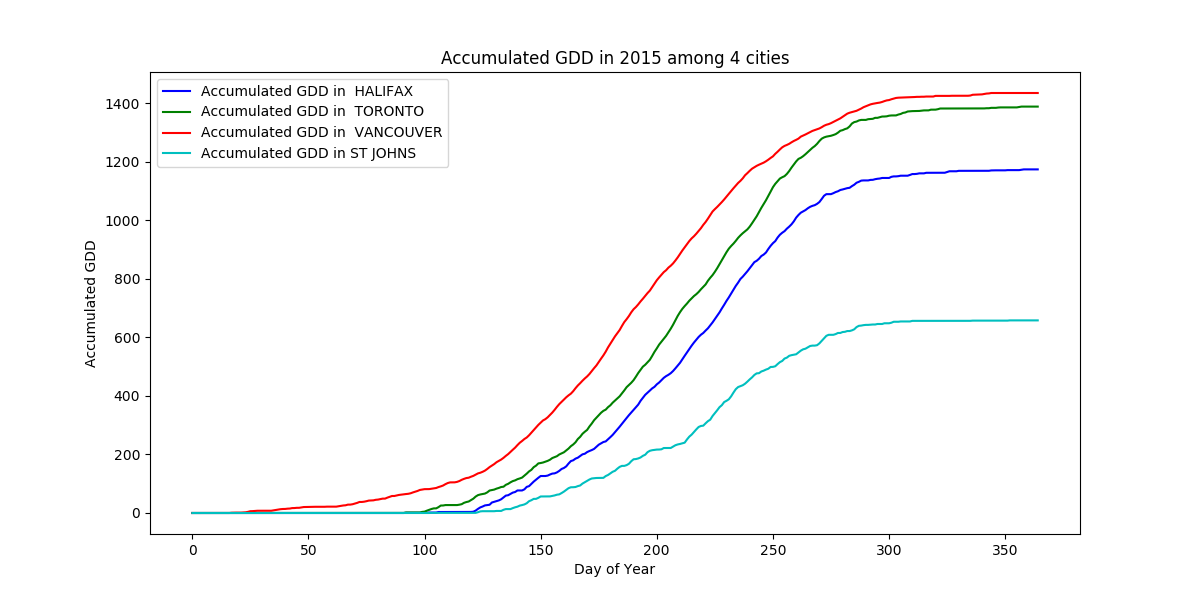 Accumulated GDD in 2015 among 4 cities
Accumulated GDD in  HALIFAX
Accumulated GDD in  TORONTO
Accumulated GDD in  VANCOUVER
Accumulated GDD in ST JOHNS
Accumulated GDD
1400
1200
1000
800
600
400
200
0
0 50 100 150 200 250 300 350
Day of Year